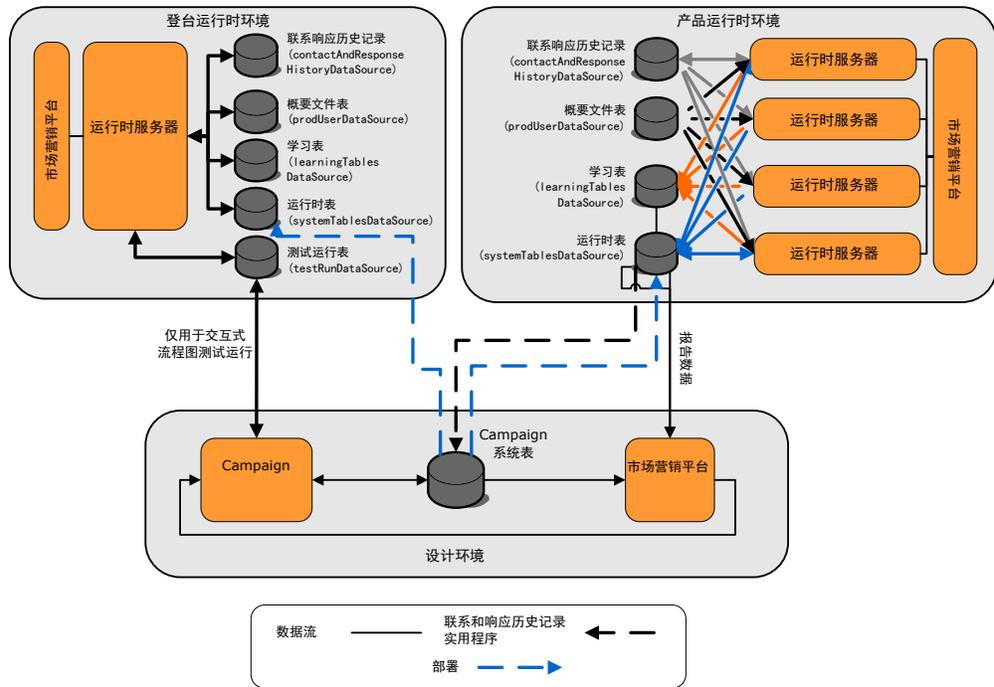 登台运行时环境
市场营销平台
运行时服务器
联系响应历史记录
(contactAndResponse
HistoryDataSource)
概要文件表
(prodUserDataSource)
学习表
(learningTables
DataSource)
运行时表
(systemTablesDataSource)
测试运行表
(testRunDataSource)
产品运行时环境
联系响应历史记录
(contactAndResponse
HistoryDataSource)
概要文件表
(prodUserDataSource)
学习表
(learningTables
DataSource)
运行时表
(systemTablesDataSource)
运行时服务器
运行时服务器
运行时服务器
运行时服务器
市场营销平台
仅用于交互式
流程图测试运行
报告数据
Campaign
Campaign
系统表
市场营销平台
设计环境
数据流
联系和响应历史记录
实用程序
部署